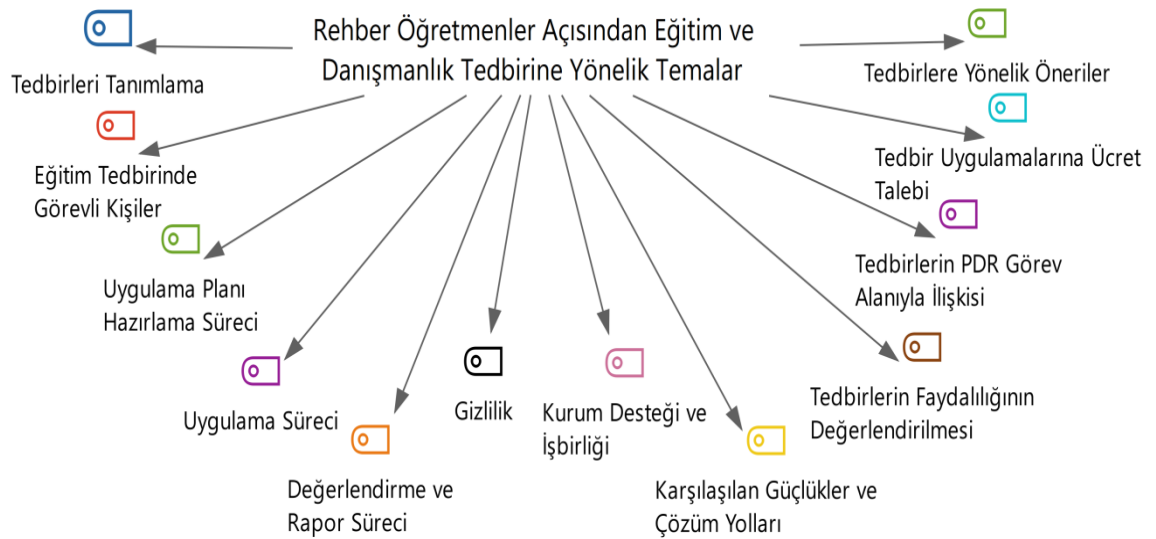 Rehber Öğretmenler Açısından Eğitim ve
Danışmanlık Tedbirine Yönelik Temalar
Tedbirleri Tanımlama
Eğitim Tedbirinde
Görevli Kişiler
Uygulama Planı
Hazırlama Süreci
Uygulama Süreci
Değerlendirme ve
Rapor Süreci
Gizlilik
Kurum Desteği ve
İşbirliği
Karşılaşılan Güçlükler ve
Çözüm Yolları
Tedbirlerin Faydalılığının
Değerlendirilmesi
Tedbirlerin PDR Görev
Alanıyla İlişkisi
Tedbir Uygulamalarına Ücret
Talebi
Tedbirlere Yönelik Öneriler